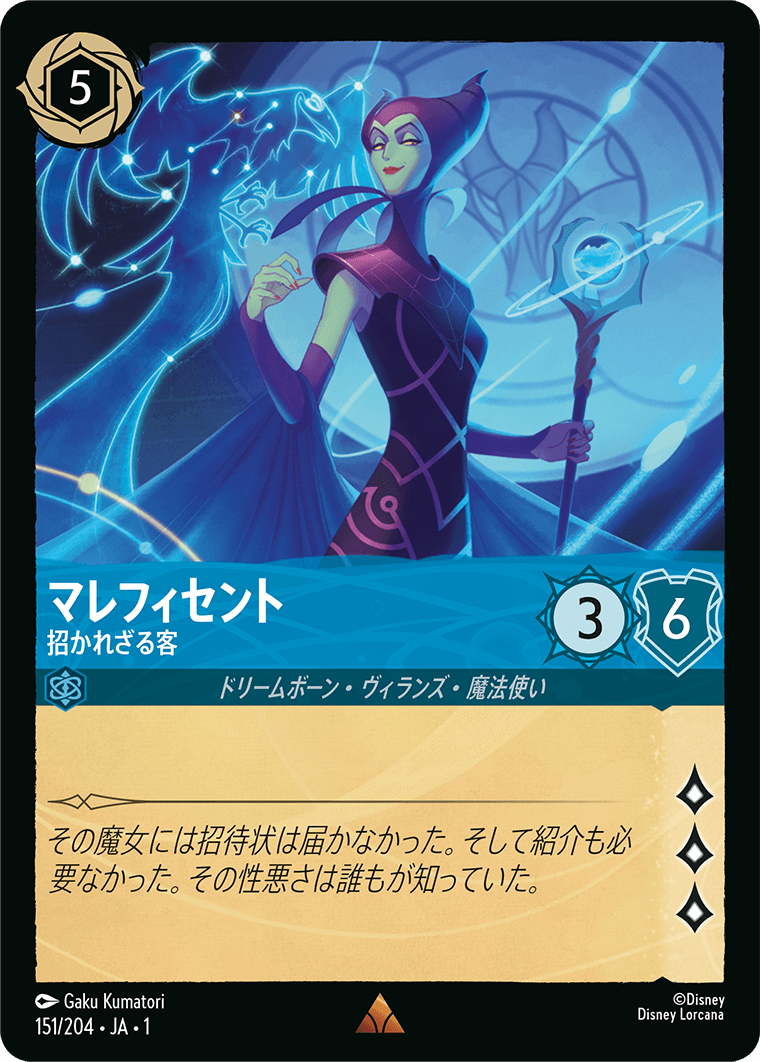 5
マレフィセント
招かれざる客
3
6
ドリームボーン・ヴィランズ・魔法使い
その魔女には招待状は届かなかった。そして紹介も必
要なかった。その性悪さは誰もが知っていた。
Gaku Kumatori
151/204 • JA • 1
©Disney
Disney Lorcana